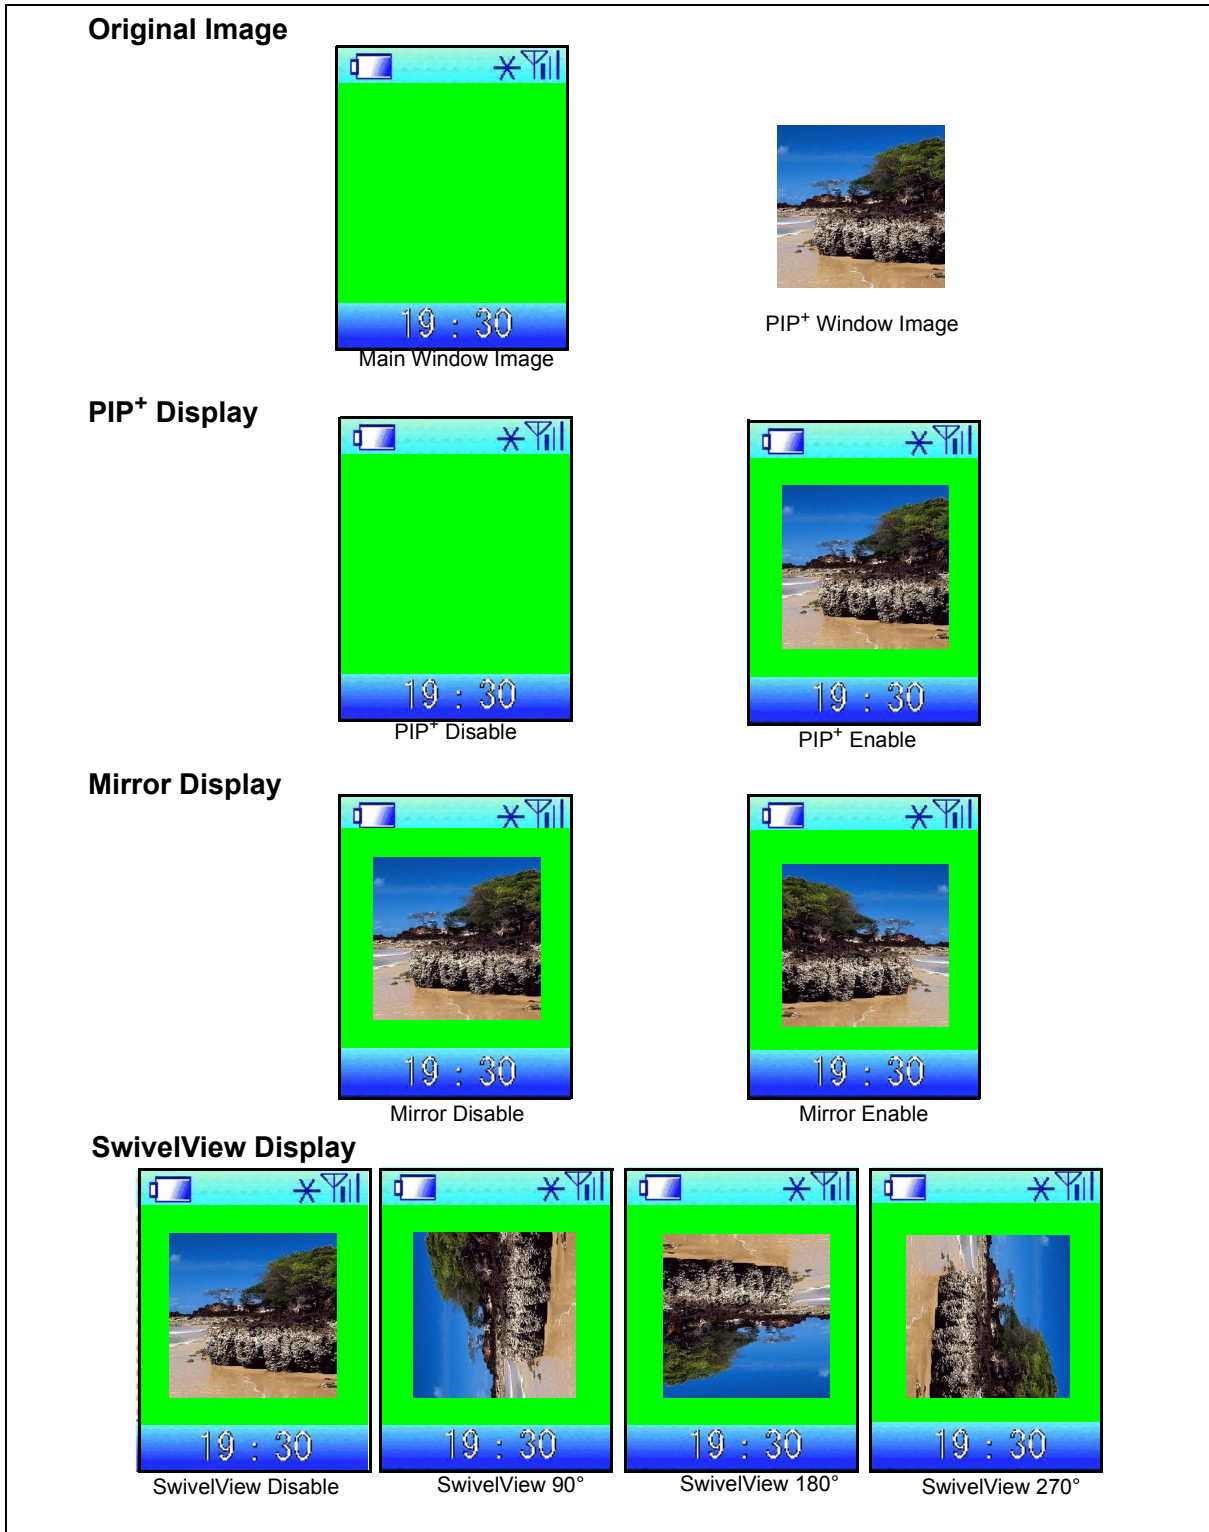 Original Image
19 : 30
Main Window Image
PIP+ Window Image
PIP+ Display
19 : 30
PIP+ Disable
19 : 30
PIP+ Enable
Mirror Display
19 : 30
Mirror Disable
19 : 30
Mirror Enable
SwivelView Display
19 : 30
19 : 30
19 : 30
19 : 30
SwivelView Disable
SwivelView 90°
SwivelView 180°
SwivelView 270°